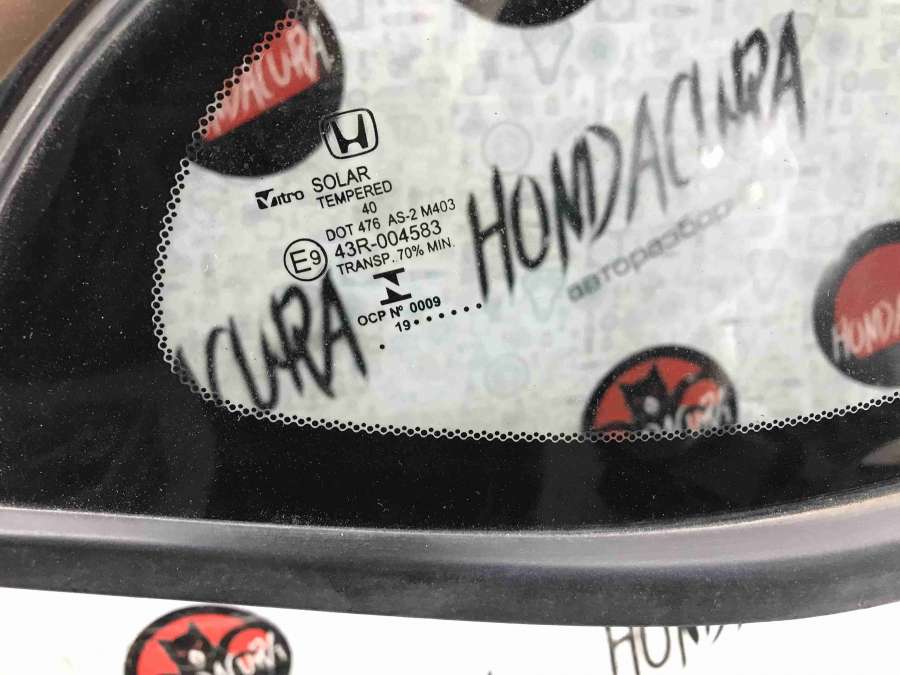 HONDACURA
HONDACURA
Vitro SOLAR
TEMPERED
40
DOT 476 AS-2 M403
E9 43R-004583
TRANSP. 70% MIN.
авторазбор
OCP Nº 0009
.19●●●●●●
CURA
HONDA
HONDACURA